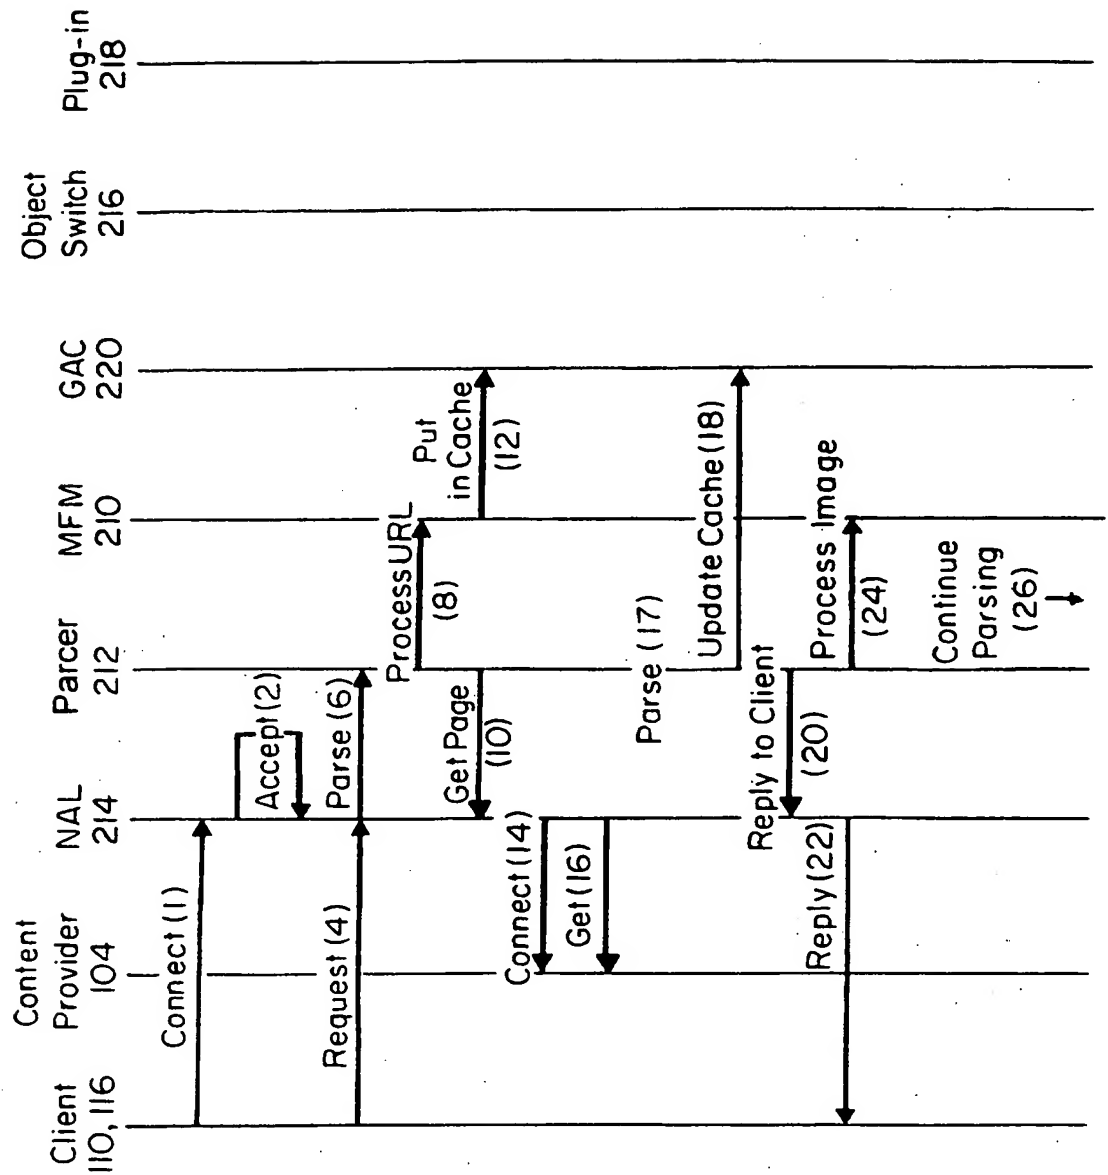 Client
110, 116
Content
Provider
104
NAL
214
Parcer
212
MFM
210
GAC
220
Object
Switch
216
Plug-in
218
Connect (1)
Accept (2)
Request (4)
Parse (6)
Process URL
(8)
Get Page
(10)
Put
in Cache
(12)
Connect (14)
Get (16)
Parse (17)
Update Cache (18)
Reply to Client
(20)
Reply (22)
Process Image
(24)
Continue
Parsing
(26)